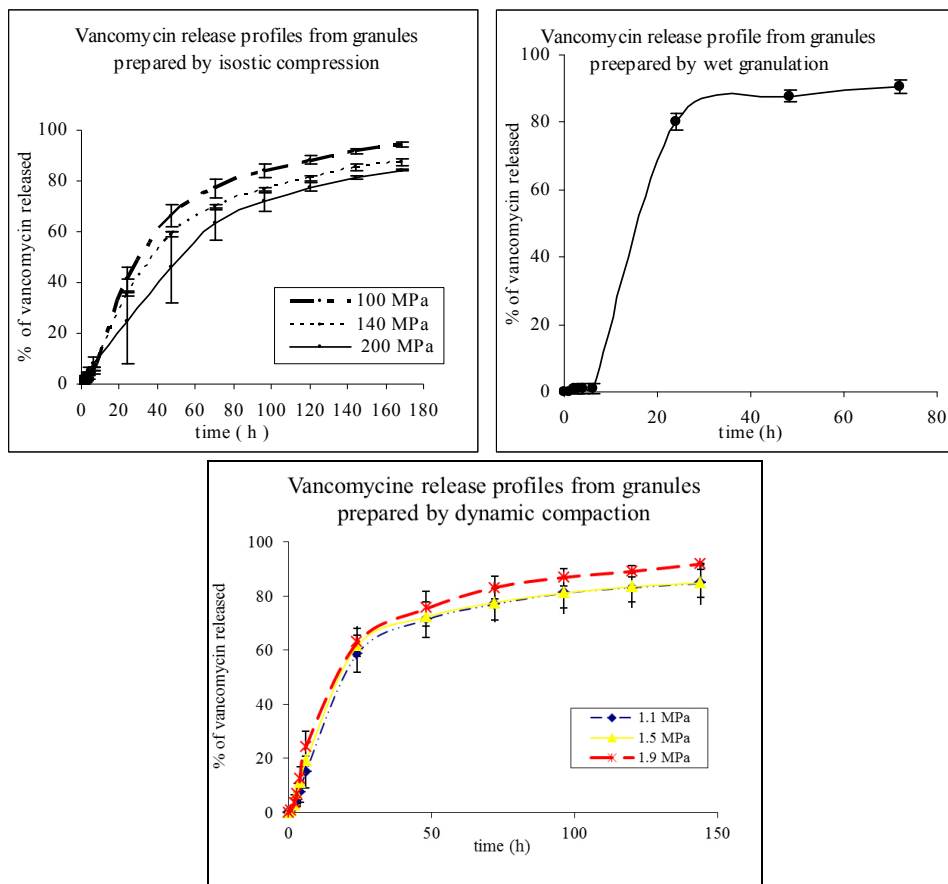 Vancomycin release profiles from granules
prepared by isostic compression
% of vancomycin released
100
80
60
40
20
0
100 MPa
140 MPa
200 MPa
0 20 40 60 80 100 120 140 160 180
time ( h )
Vancomycin release profile from granules
preepared by wet granulation
% of vancomycin released
100
80
60
40
20
0
0 20 40 60 80
time (h)
Vancomycine release profiles from granules
prepared by dynamic compaction
% of vancomycin released
100
80
60
40
20
0
1.1 MPa
1.5 MPa
1.9 MPa
0 50 100 150
time (h)